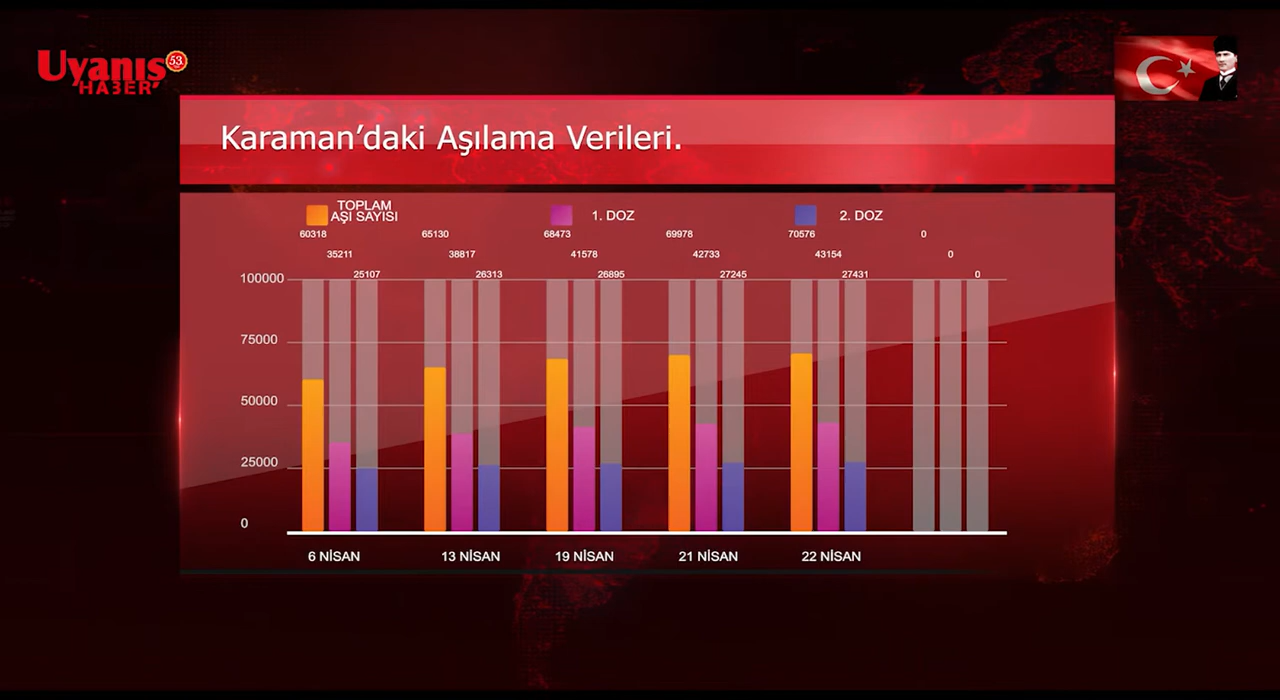 Uyanış
53.
HABER
Karaman'daki Aşılama Verileri.
TOPLAM
AŞI SAYISI
1. DOZ
2. DOZ
60318 65130 68473 69978 70576 0
35211 38817 41578 42733 43154 0
25107 26313 26895 27245 27431 0
100000
75000
50000
25000
0
6 NİSAN 13 NİSAN 19 NİSAN 21 NİSAN 22 NİSAN